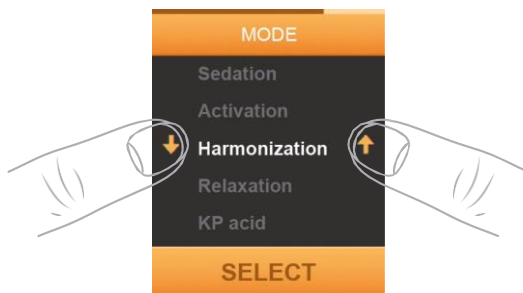 MODE
Sedation
Activation
Harmonization
Relaxation
KP acid
SELECT